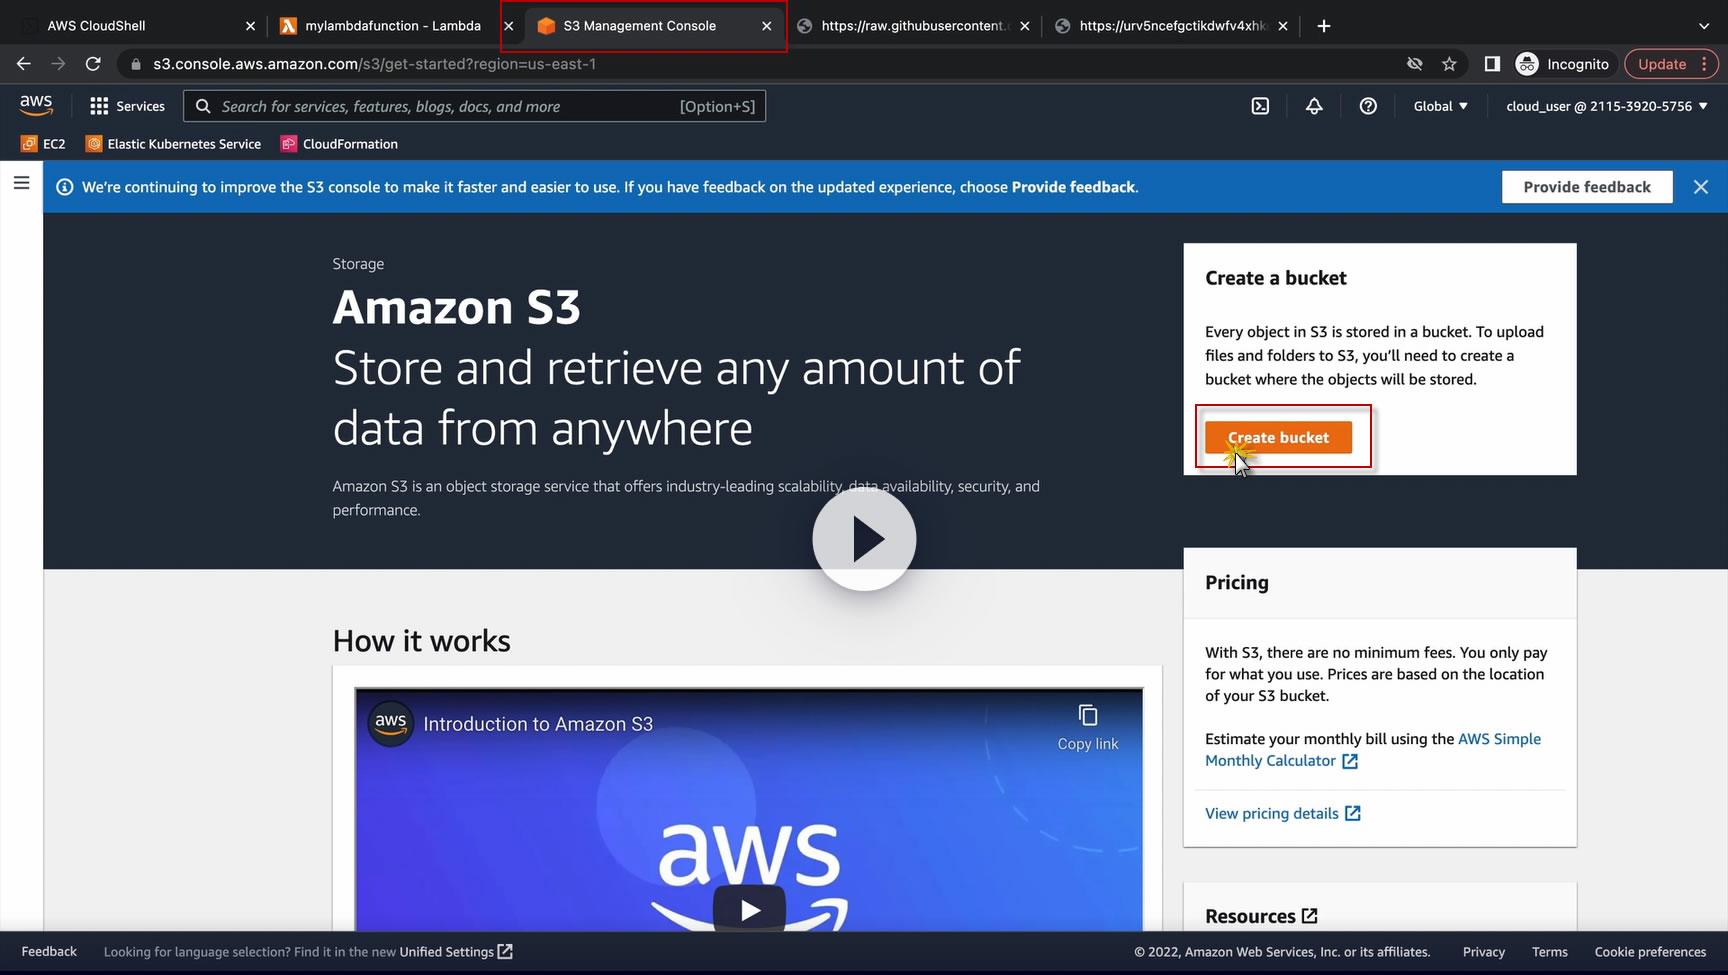 AWS CloudShell
mylambdafunction - Lambda
S3 Management Console
https://raw.githubusercontent.
https://urv5ncefgctikdwfv4xhk
s3.console.aws.amazon.com/s3/get-started?region=us-east-1
Incognito
Update
aws
Services
Search for services, features, blogs, docs, and more
[Option+S]
Global
cloud_user @ 2115-3920-5756
EC2
Elastic Kubernetes Service
CloudFormation
We're continuing to improve the S3 console to make it faster and easier to use. If you have feedback on the updated experience, choose Provide feedback.
Provide feedback
Storage
Amazon S3
Store and retrieve any amount of
data from anywhere
Amazon S3 is an object storage service that offers industry-leading scalability, data availability, security, and
performance.
Create a bucket
Every object in S3 is stored in a bucket. To upload
files and folders to S3, you'll need to create a
bucket where the objects will be stored.
Create bucket
How it works
aws
Introduction to Amazon S3
Copy link
aws
Pricing
With S3, there are no minimum fees. You only pay
for what you use. Prices are based on the location
of your S3 bucket.
Estimate your monthly bill using the AWS Simple
Monthly Calculator
View pricing details
Resources
Feedback
Looking for language selection? Find it in the new Unified Settings
© 2022, Amazon Web Services, Inc. or its affiliates.
Privacy
Terms
Cookie preferences